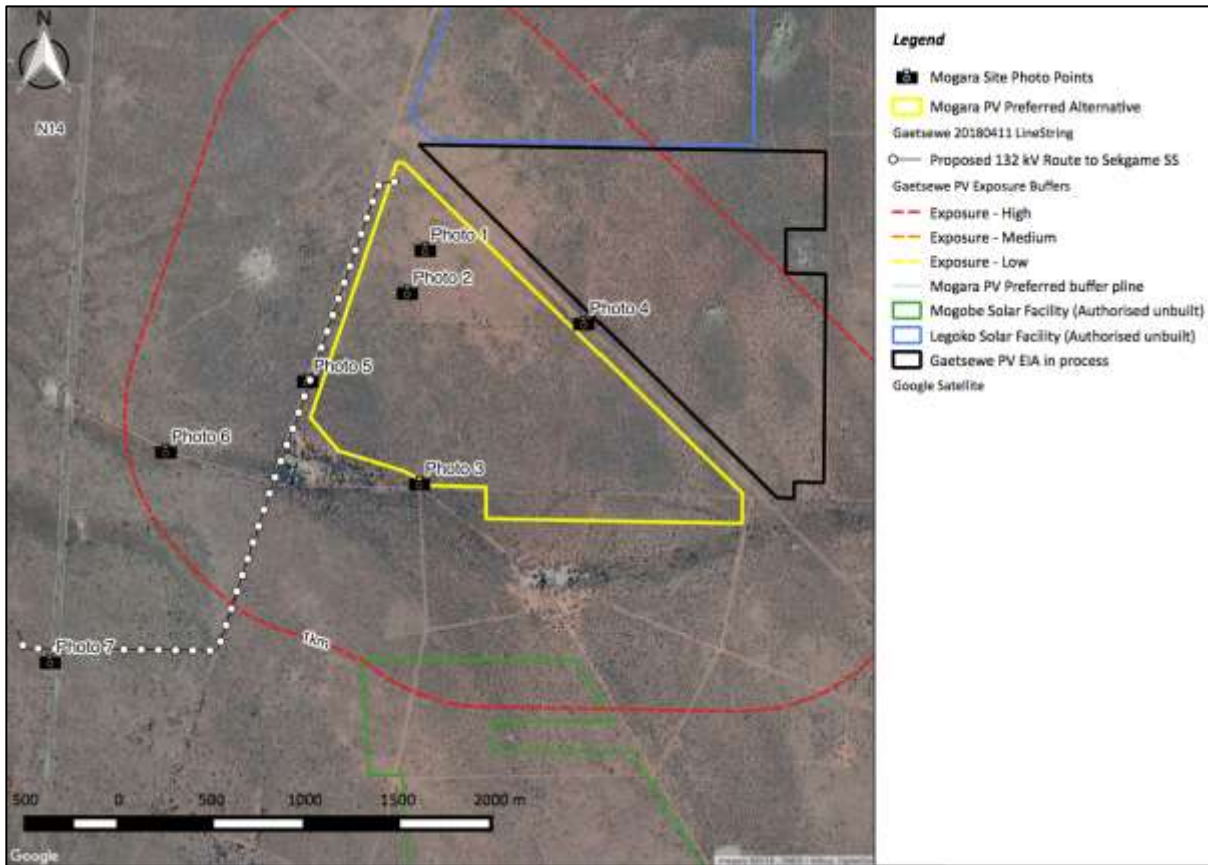 N
N14
Photo 1
Photo 2
Photo 4
Photo 5
Photo 6
Photo 3
1km
Photo 7
500 0 500 1000 1500 2000 m
Google
Legend
Mogara Site Photo Points
Mogara PV Preferred Alternative
Gaetsewe 20180411 LineString
Proposed 132 kV Route to Sekgame SS
Gaetsewe PV Exposure Buffers
Exposure - High
Exposure - Medium
Exposure - Low
Mogara PV Preferred buffer pline
Mogobe Solar Facility (Authorised unbuilt)
Legoko Solar Facility (Authorised unbuilt)
Gaetsewe PV EIA in process
Google Satellite